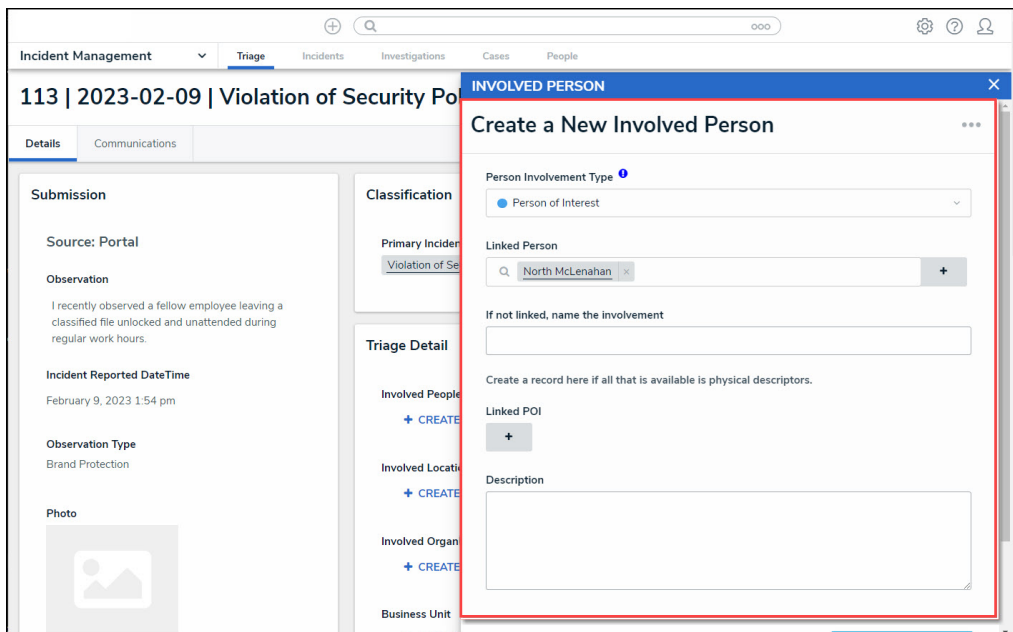 Incident Management
Triage
Incidents
Investigations
Cases
People
113 | 2023-02-09 | Violation of Security Pol
Details
Communications
Submission
Source: Portal
Observation
I recently observed a fellow employee leaving a
classified file unlocked and unattended during
regular work hours.
Incident Reported DateTime
February 9, 2023 1:54 pm
Observation Type
Brand Protection
Photo
Classification
Primary Inciden
Violation of Se
Triage Detail
Involved People
+ CREATE
Involved Locati
+ CREATE
Involved Organ
+ CREATE
Business Unit
INVOLVED PERSON
Create a New Involved Person
Person Involvement Type
Person of Interest
Linked Person
North McLenahan ×
+
If not linked, name the involvement
Create a record here if all that is available is physical descriptors.
Linked POI
+
Description